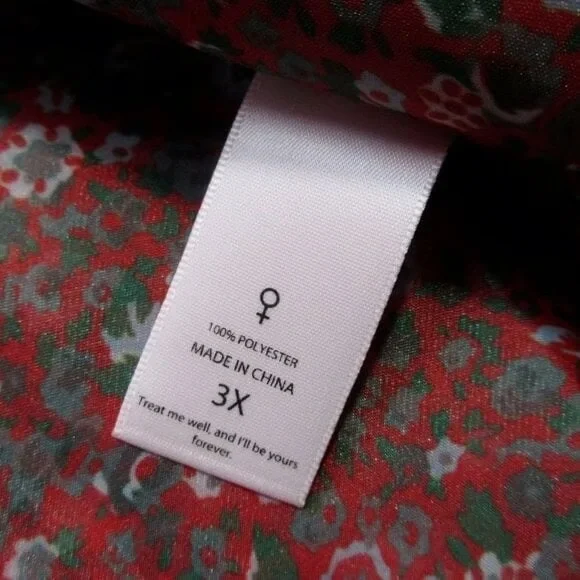 ♀
100% POLYESTER
MADE IN CHINA
3X
Treat me well, and I'll be yours
forever.